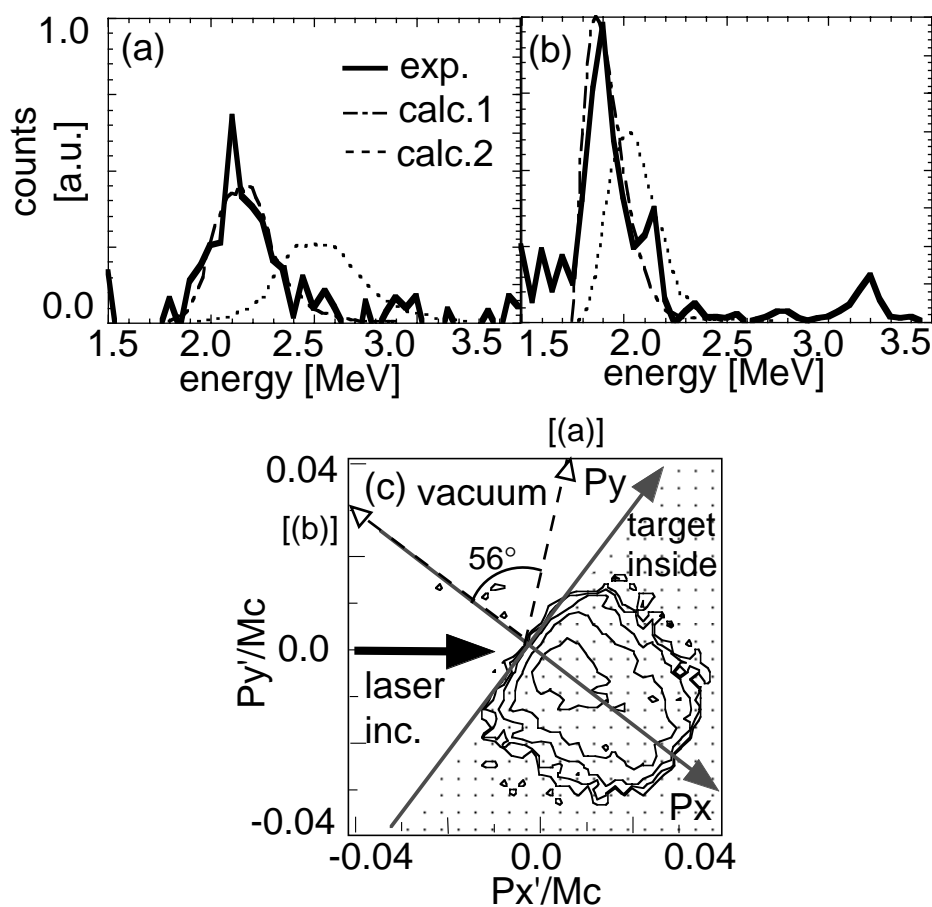 1.0
(a)
exp.
calc.1
calc.2
counts
[a.u.]
0.0
1.5 2.0 2.5 3.0 3.5
energy [MeV]
(b)
1.5 2.0 2.5 3.0 3.5
energy [MeV]
[(a)]
0.04
(c) vacuum
Py
[(b)]
target
inside
56°
Py'/Mc
0.0
laser
inc.
Px
-0.04
-0.04 0.0 0.04
Px'/Mc